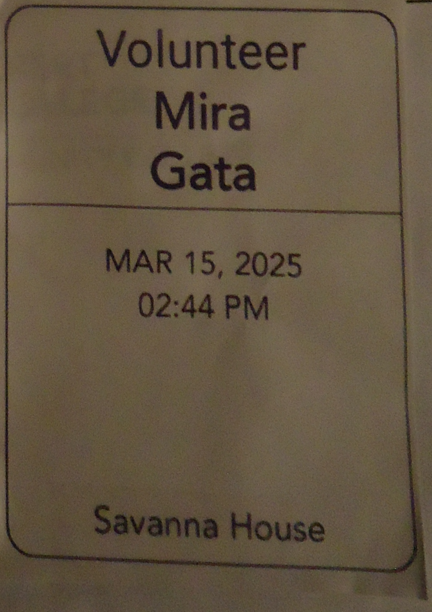 Volunteer
Mira
Gata
MAR 15, 2025
02:44 PM
Savanna House